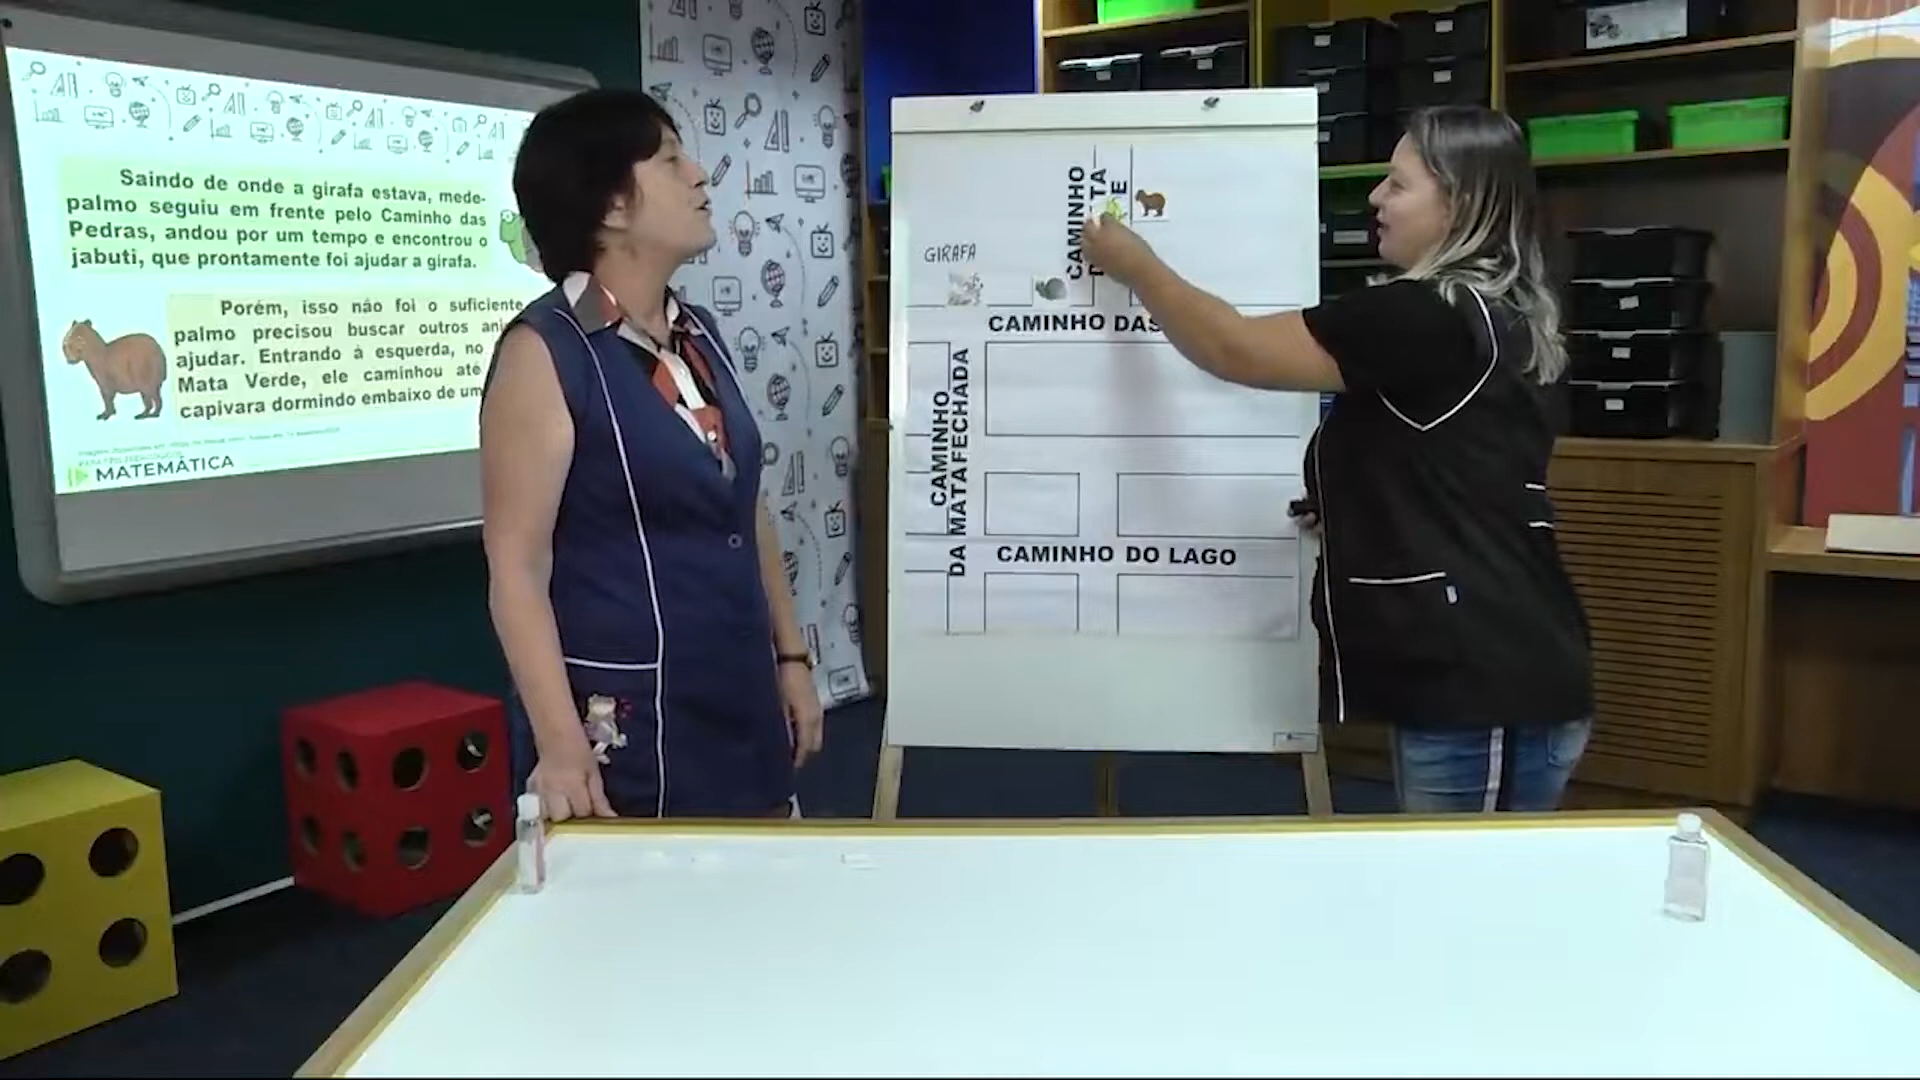 Saindo de onde a girafa estava, mede-
palmo seguiu em frente pelo Caminho das
Pedras, andou por um tempo e encontrou o
jabuti, que prontamente foi ajudar a girafa.
Porém, isso não foi o suficiente
palmo precisou buscar outros
ajudar. Entrando à esquerda, no
Mata Verde, ele caminhou até
capivara dormindo embaixo de
MATEMÁTICA
GIRAFA
CAMINHO
CAMINHO DAS
CAMINHO
DA MATA FECHADA
CAMINHO DO LAGO